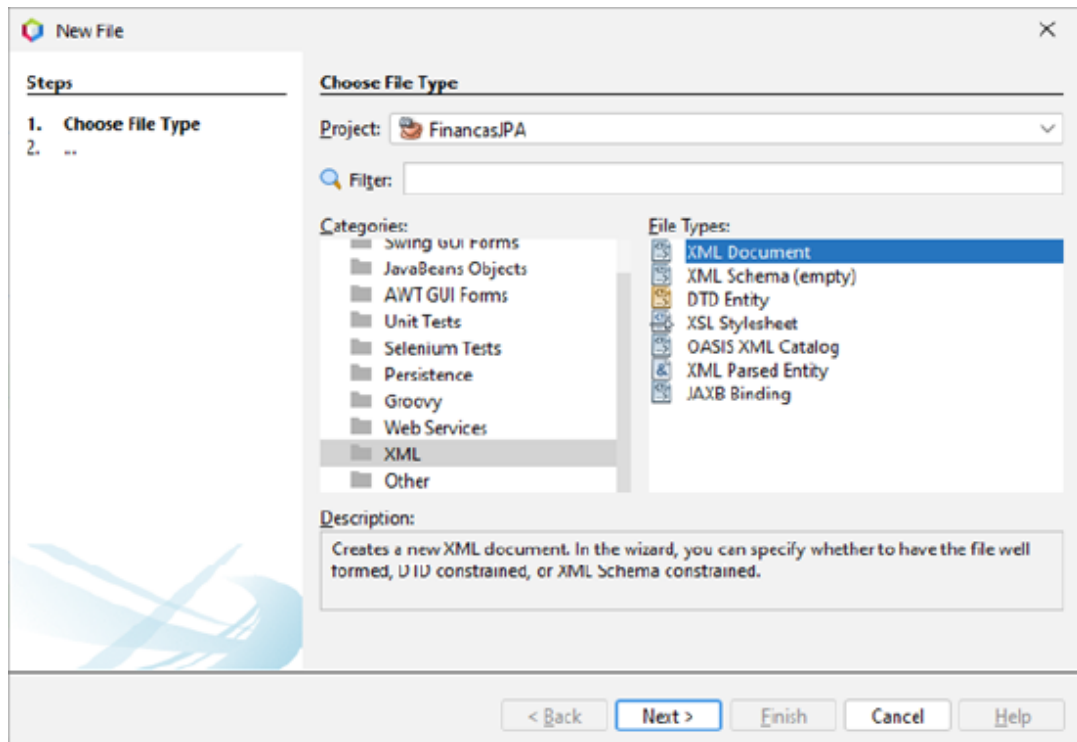 New File
Steps
1. Choose File Type
2. ...
Choose File Type
Project: FinancasJPA
Filter:
Categories:
Swing GUI Forms
JavaBeans Objects
AWT GUI Forms
Unit Tests
Selenium Tests
Persistence
Groovy
Web Services
XML
Other
File Types:
XML Document
XML Schema (empty)
DTD Entity
XSL Stylesheet
OASIS XML Catalog
XML Parsed Entity
JAXB Binding
Description:
Creates a new XML document. In the wizard, you can specify whether to have the file well
formed, DTD constrained, or XML Schema constrained.
< Back Next > Finish Cancel Help